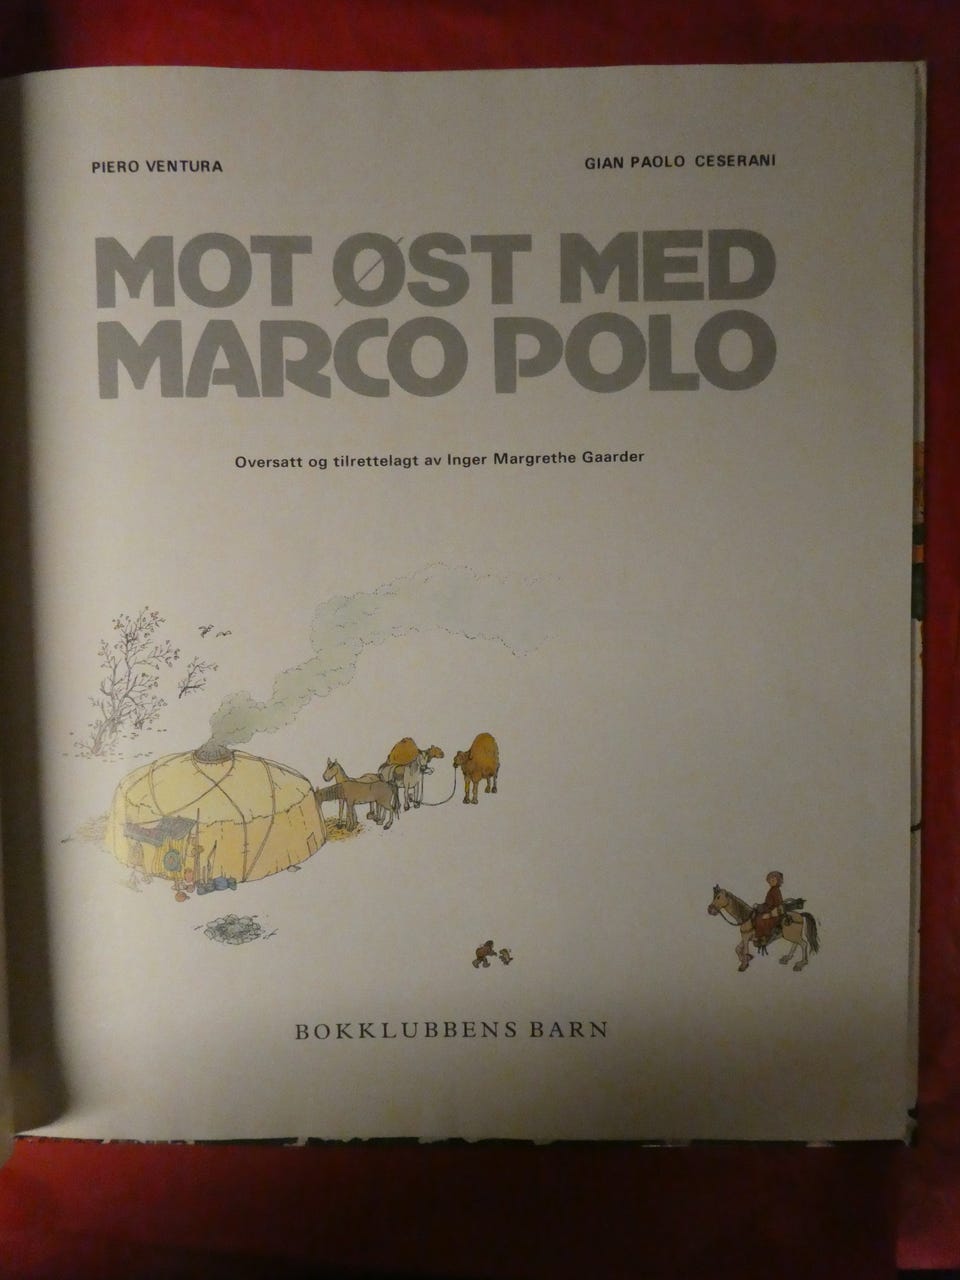 PIERO VENTURA
GIAN PAOLO CESERANI
MOT ØST MED
MARCO POLO
Oversatt og tilrettelagt av Inger Margrethe Gaarder
BOKKLUBBENS BARN